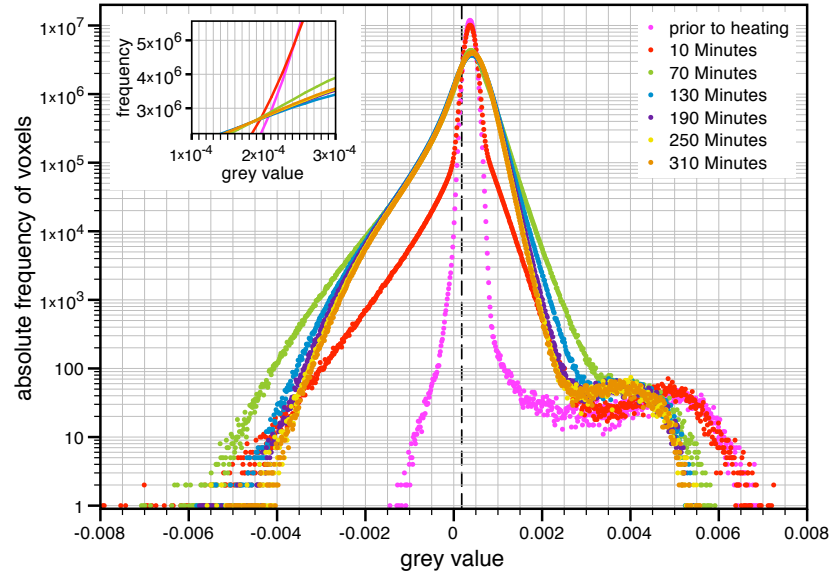 1×10⁷
1×10⁶
1×10⁵
1×10⁴
1×10³
100
10
1
absolute frequency of voxels
-0.008
-0.006
-0.004
-0.002
0
0.002
0.004
0.006
0.008
grey value
5×10⁶
4×10⁶
3×10⁶
frequency
1×10⁻⁴
2×10⁻⁴
3×10⁻⁴
grey value
prior to heating
10 Minutes
70 Minutes
130 Minutes
190 Minutes
250 Minutes
310 Minutes